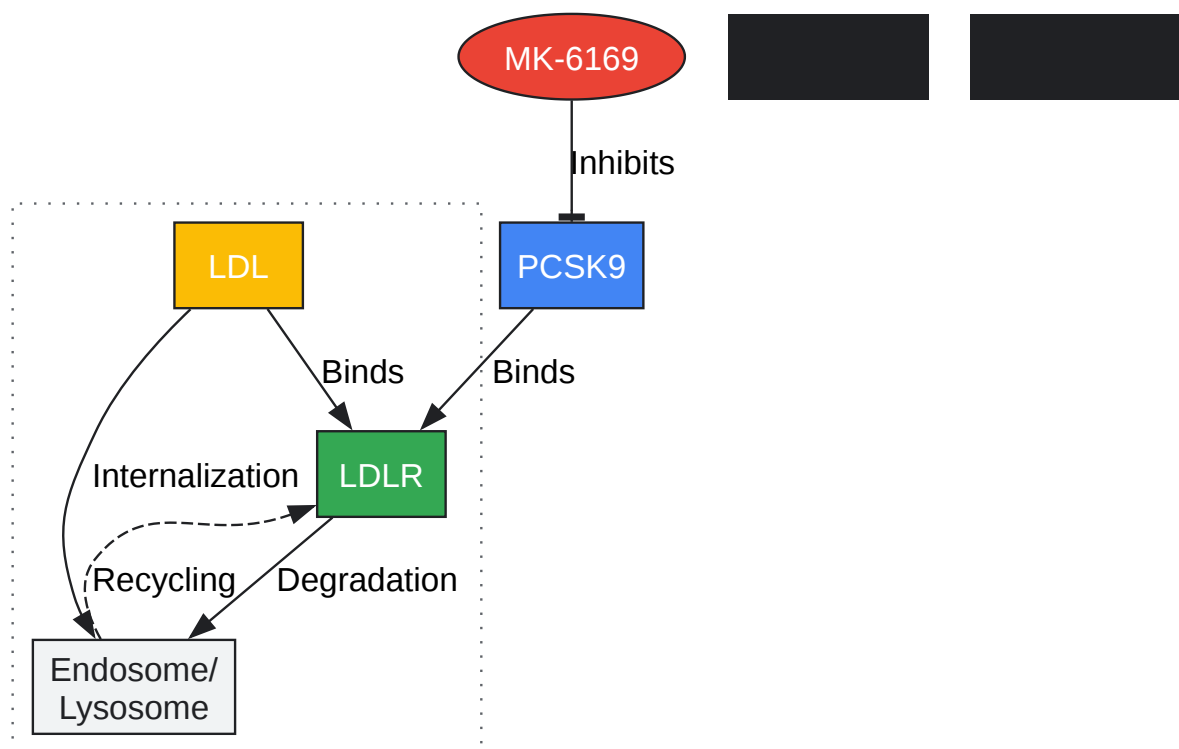 MK-6169
Inhibits
LDL
PCSK9
Binds
Binds
Internalization
LDLR
Recycling
Degradation
Endosome/
Lysosome